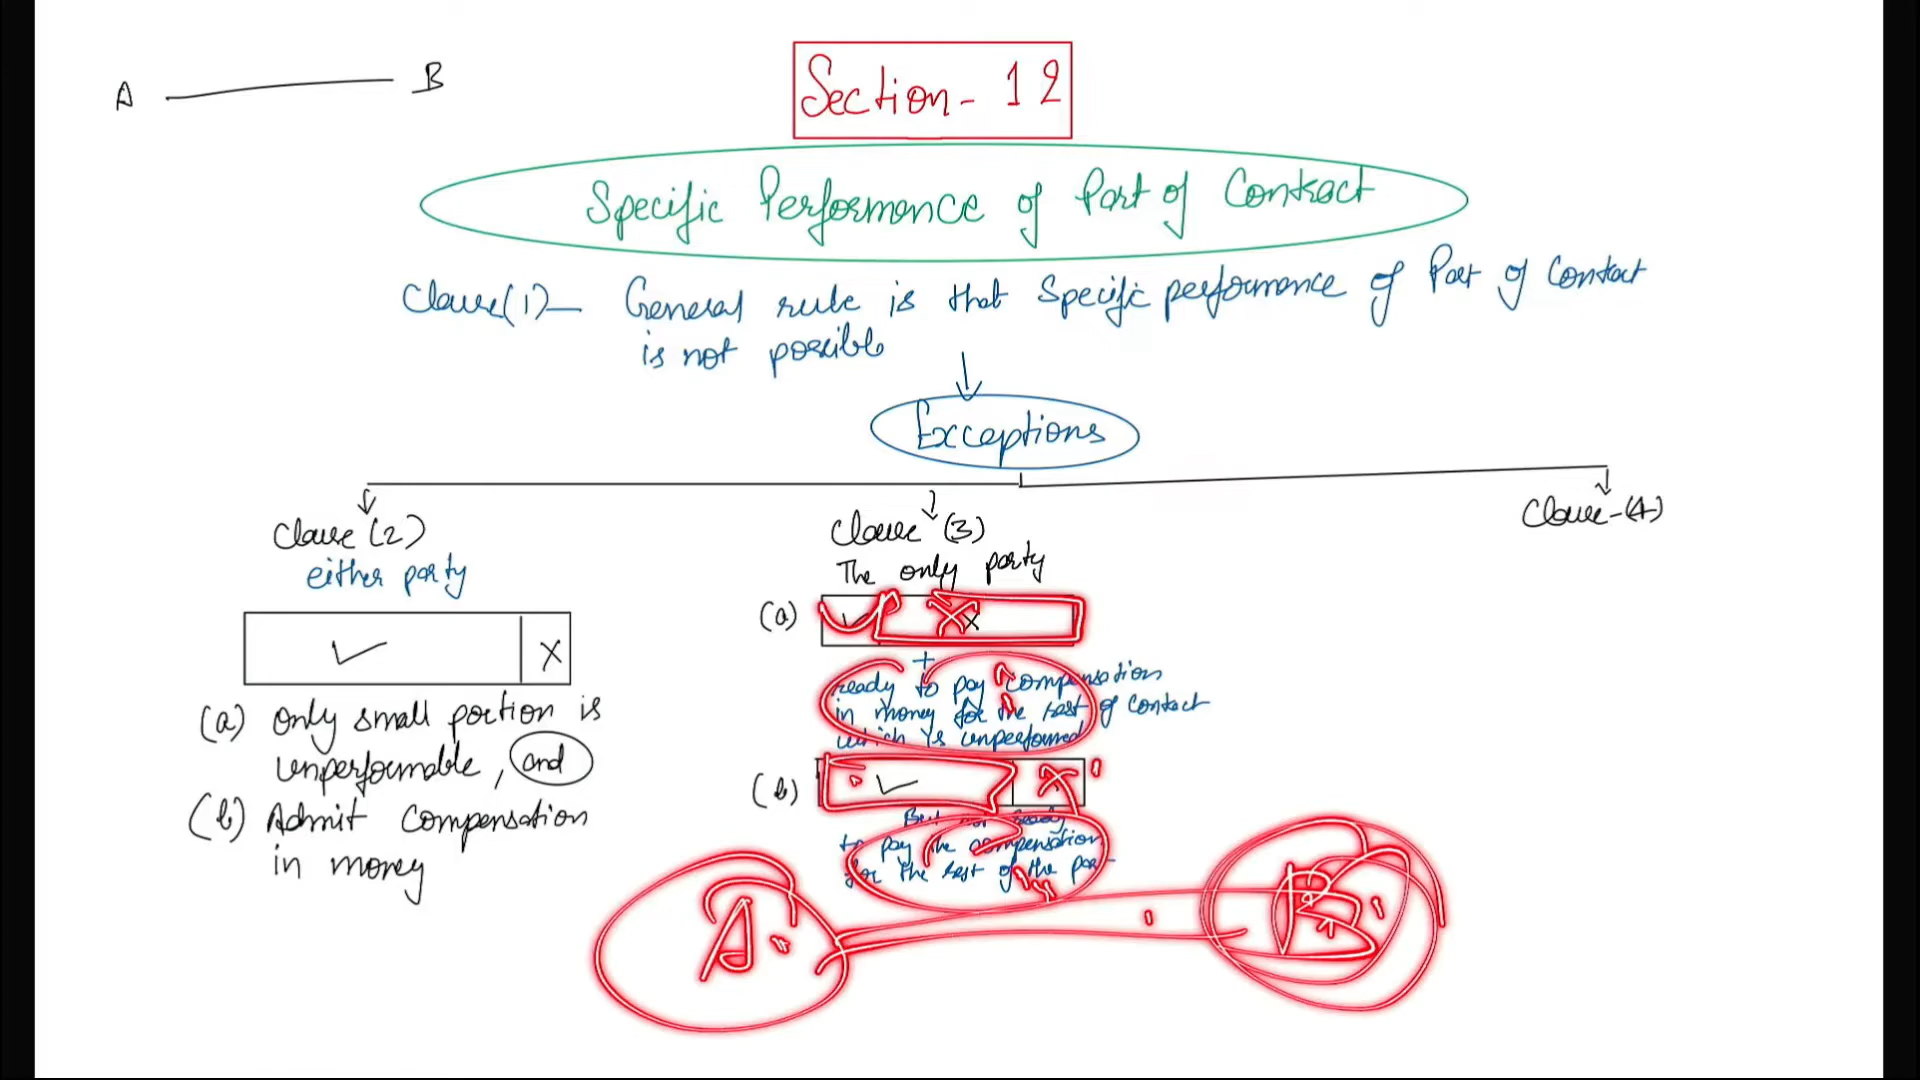 A B
Section - 12
Specific Performance of Part of Contract
Clause (1) - General rule is that Specific performance of Part of Contract
is not possible
Exceptions
Clause (2)
either party
✓ X
(a) only small portion is
unperformable, and
(b) Admit compensation
in money
Clause (3)
The only party
(a) ✓ X
+
ready to pay compensation
in money for the rest of contract
which is unperformed
(b) ✓ X
But not ready
to pay the compensation
for the rest of the part
Clause - (4)
A B